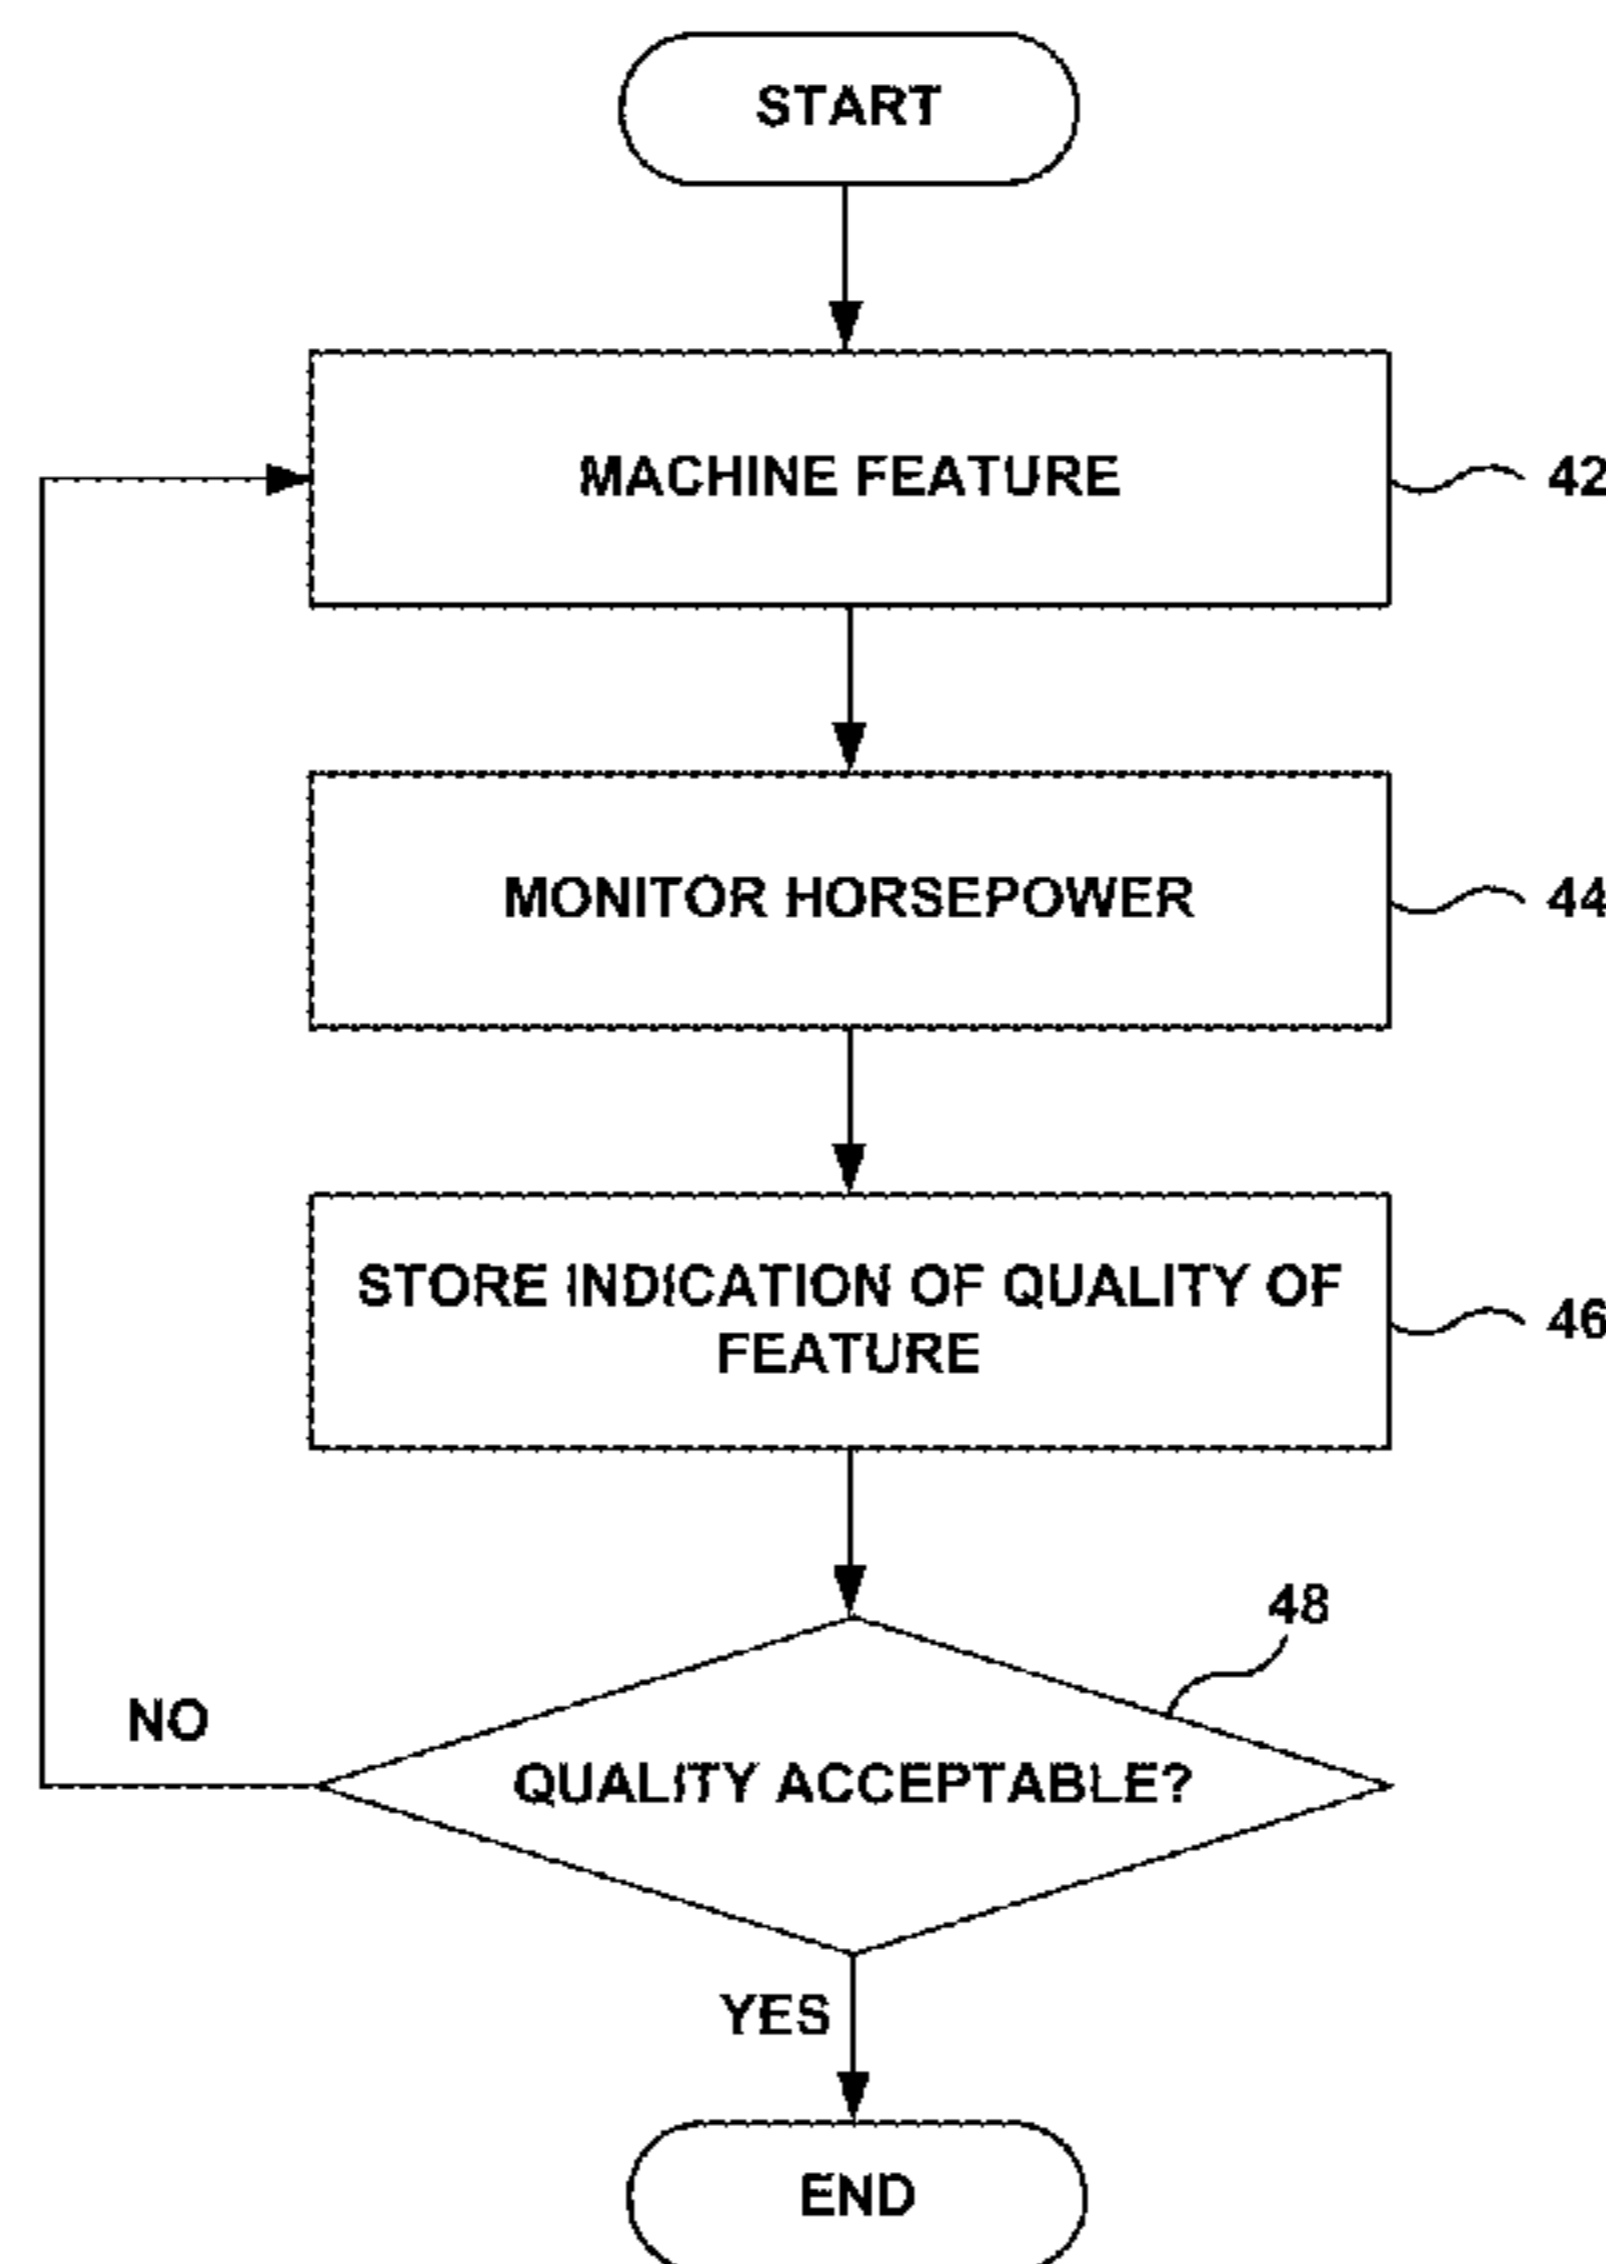 START
MACHINE FEATURE
42
MONITOR HORSEPOWER
44
STORE INDICATION OF QUALITY OF
FEATURE
46
48
QUALITY ACCEPTABLE?
NO
YES
END